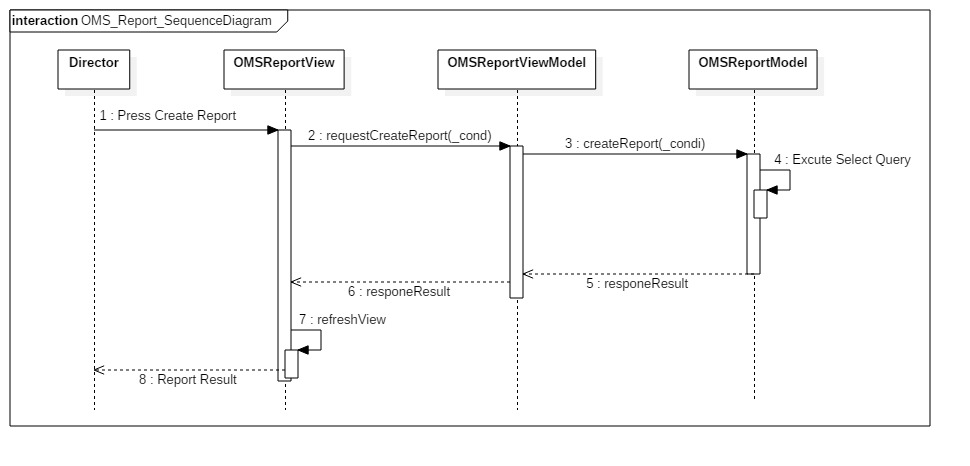 interaction OMS_Report_SequenceDiagram
Director
OMSReportView
OMSReportViewModel
OMSReportModel
1 : Press Create Report
2 : requestCreateReport(_cond)
3 : createReport(_condi)
4 : Excute Select Query
5 : responeResult
6 : responeResult
7 : refreshView
8 : Report Result